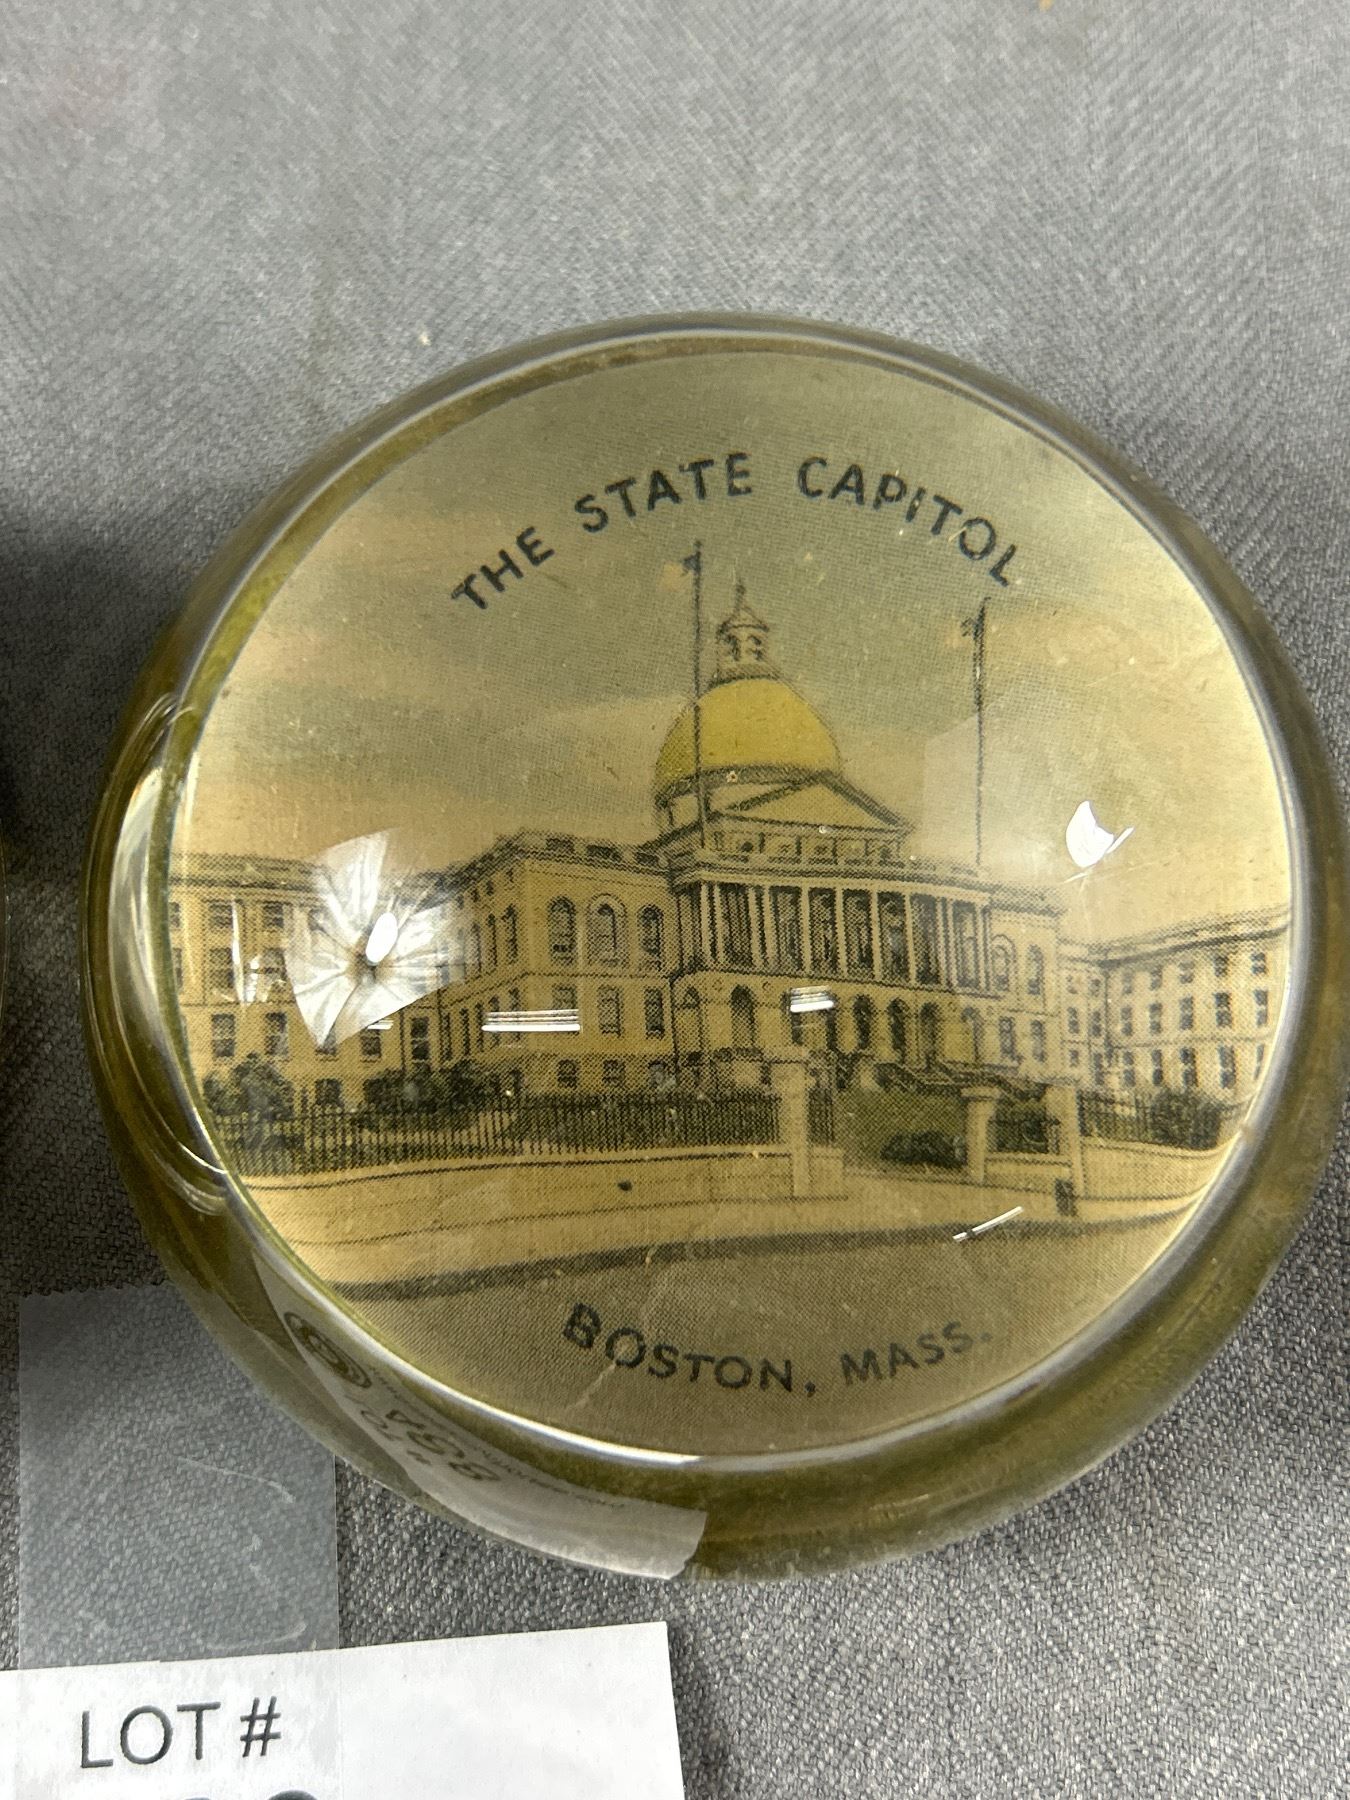 THE STATE CAPITOL
BOSTON, MASS.
LOT #